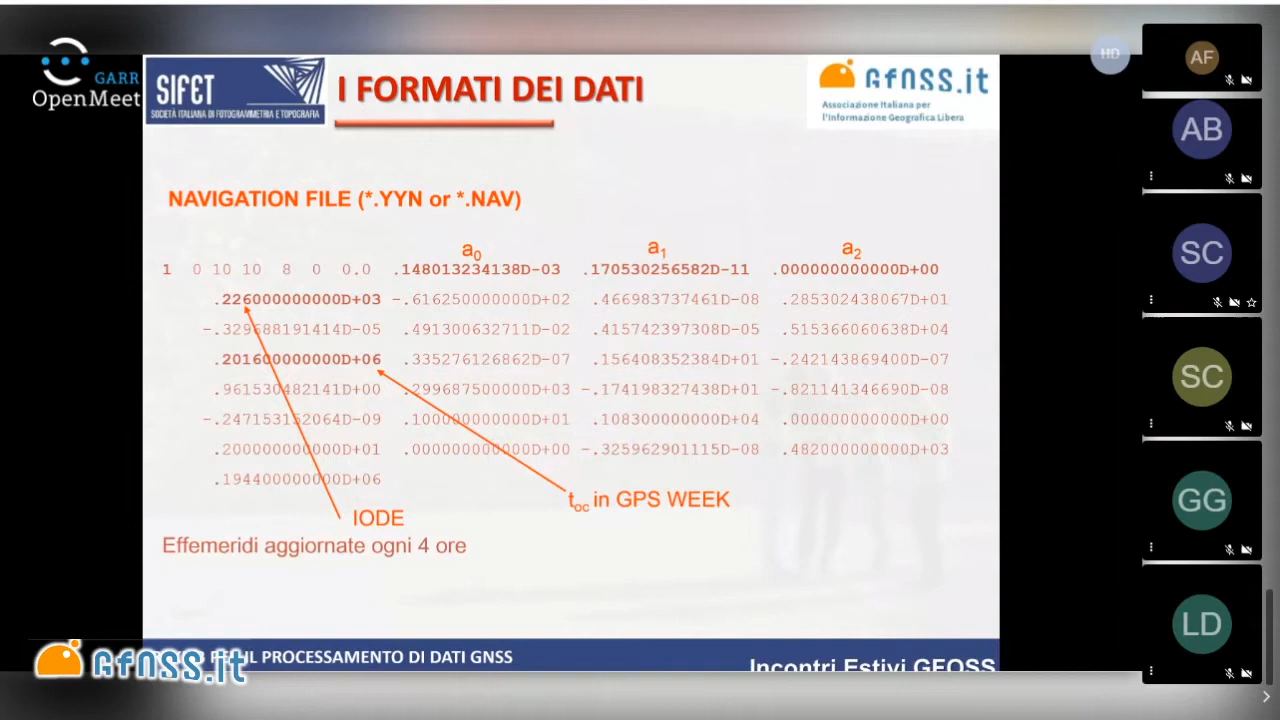 GARR
OpenMeet
SIFET
SOCIETÀ ITALIANA DI FOTOGRAMMETRIA E TOPOGRAFIA
I FORMATI DEI DATI
GFOSS.it
Associazione Italiana per
l'Informazione Geografica Libera
HD
AF
AB
SC
SC
GG
LD
NAVIGATION FILE (*.YYN or *.NAV)
a0 a1 a2
1 0 10 10 8 0 0.0 .148013234138D-03 .170530256582D-11 .000000000000D+00
.226000000000D+03 -.616250000000D+02 .466983737461D-08 .285302438067D+01
-.329688191414D-05 .491300632711D-02 .415742397308D-05 .515366060638D+04
.201600000000D+06 .335276126862D-07 .156408352384D+01 -.242143869400D-07
.961530482141D+00 .299687500000D+03 -.174198327438D+01 -.821141346690D-08
-.247153152064D-09 .100000000000D+01 .108300000000D+04 .000000000000D+00
.200000000000D+01 .000000000000D+00 -.325962901115D-08 .482000000000D+03
.194400000000D+06
toc in GPS WEEK
IODE
Effemeridi aggiornate ogni 4 ore
IL PROCESSAMENTO DI DATI GNSS
Incontri Estivi GFOSS
GFOSS.it